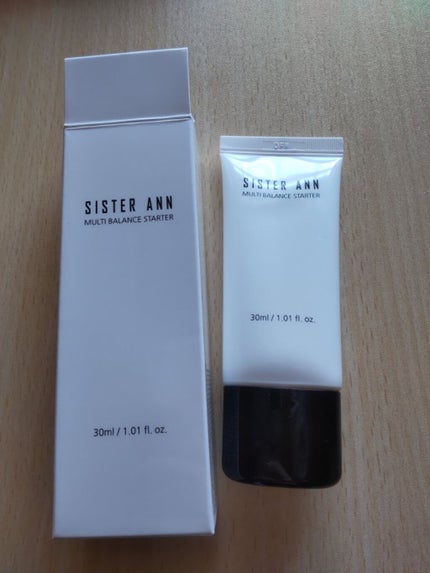 SISTER ANN
MULTI BALANCE STARTER
30ml / 1.01 fl. oz.
SISTER ANN
MULTI BALANCE STARTER
30ml / 1.01 fl. oz.